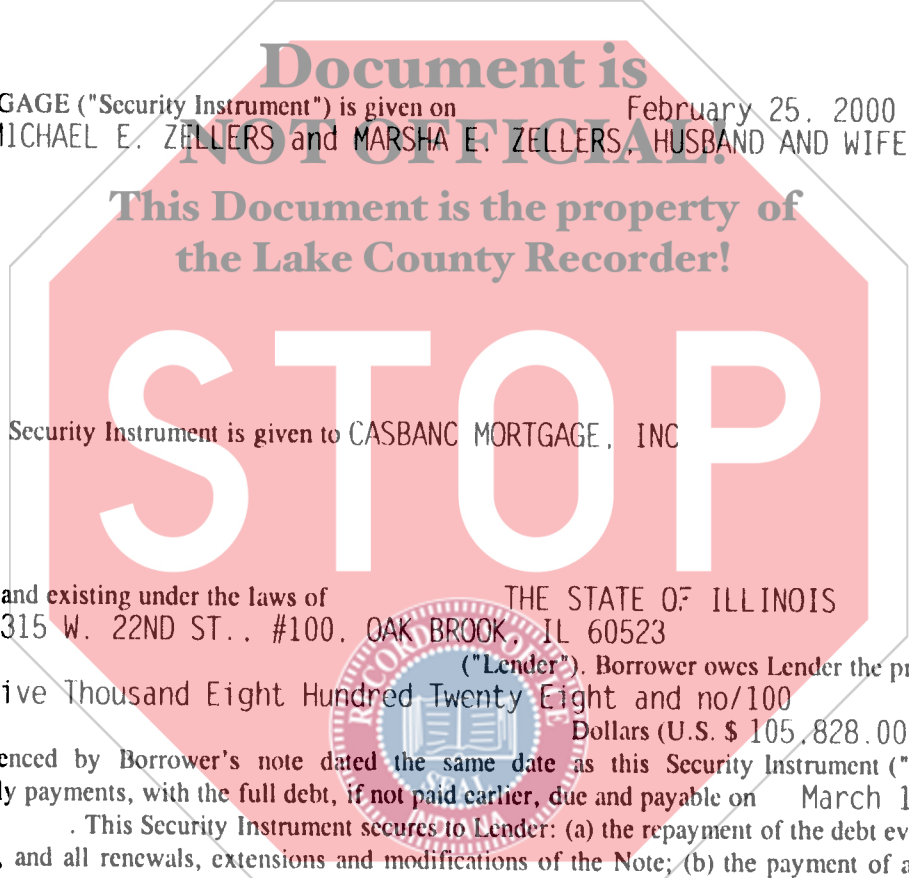 Document is
GAGE ("Security Instrument") is given on February 25, 2000
MICHAEL E. ZELLERS and MARSHA E. ZELLERS, HUSBAND AND WIFE
NOT OFFICIAL!
This Document is the property of
the Lake County Recorder!
STOP
Security Instrument is given to CASBANC MORTGAGE, INC
and existing under the laws of THE STATE OF ILLINOIS
315 W. 22ND ST., #100, OAK BROOK, IL 60523
("Lender"). Borrower owes Lender the pr
ive Thousand Eight Hundred Twenty Eight and no/100
Dollars (U.S. $ 105,828.00
enced by Borrower's note dated the same date as this Security Instrument ("
ly payments, with the full debt, if not paid earlier, due and payable on March 1
. This Security Instrument secures to Lender: (a) the repayment of the debt ev
, and all renewals, extensions and modifications of the Note; (b) the payment of a
RECORDER OFFICE
SEAL
INDIANA